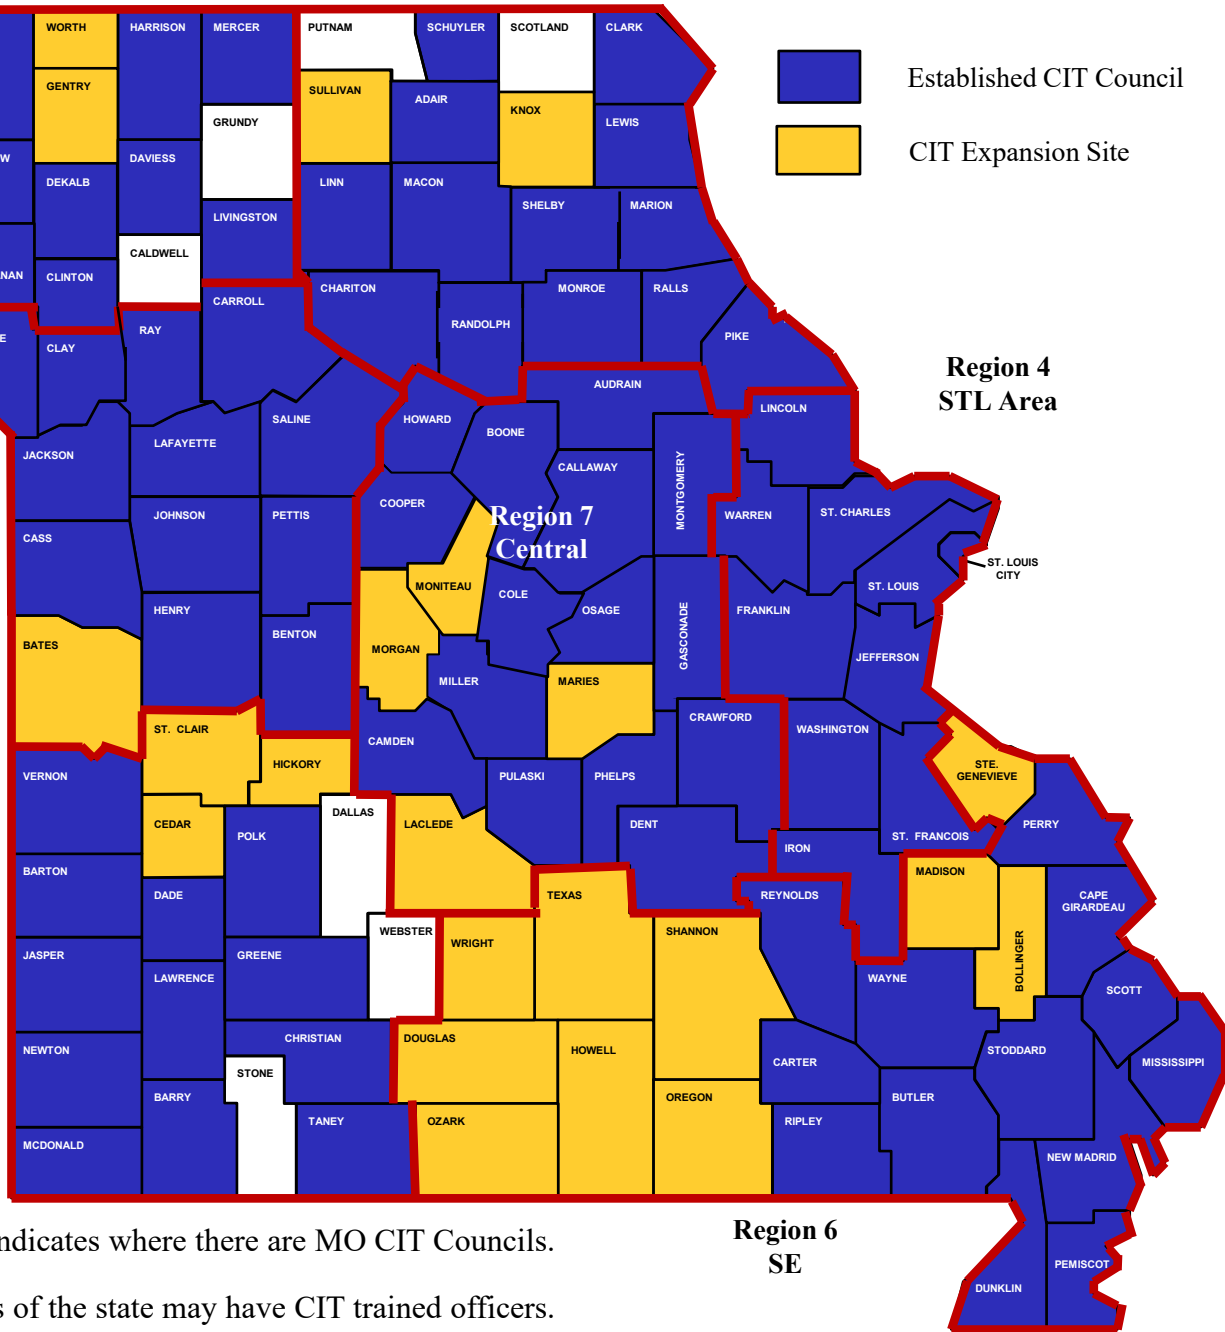 WORTH
HARRISON
MERCER
PUTNAM
SCHUYLER
SCOTLAND
CLARK
Established CIT Council
GENTRY
SULLIVAN
ADAIR
KNOX
LEWIS
GRUNDY
CIT Expansion Site
W
DAVIESS
DEKALB
LINN
MACON
SHELBY
MARION
LIVINGSTON
CALDWELL
NAN
CLINTON
CHARITON
MONROE
RALLS
CARROLL
RANDOLPH
RAY
E
CLAY
PIKE
Region 4
STL Area
AUDRAIN
LINCOLN
SALINE
HOWARD
BOONE
JACKSON
LAFAYETTE
CALLAWAY
MONTGOMERY
COOPER
JOHNSON
PETTIS
Region 7
Central
WARREN
ST. CHARLES
CASS
ST. LOUIS
CITY
MONITEAU
COLE
ST. LOUIS
HENRY
OSAGE
GASCONADE
FRANKLIN
BENTON
BATES
MORGAN
JEFFERSON
MILLER
MARIES
CRAWFORD
ST. CLAIR
CAMDEN
WASHINGTON
HICKORY
STE.
GENEVIEVE
VERNON
PULASKI
PHELPS
DALLAS
CEDAR
POLK
LACLEDE
DENT
ST. FRANCOIS
PERRY
IRON
BARTON
DADE
TEXAS
REYNOLDS
MADISON
CAPE
GIRARDEAU
WEBSTER
WRIGHT
SHANNON
BOLLINGER
JASPER
GREENE
LAWRENCE
WAYNE
SCOTT
CHRISTIAN
DOUGLAS
HOWELL
NEWTON
STODDARD
CARTER
MISSISSIPPI
STONE
BARRY
OREGON
BUTLER
TANEY
OZARK
RIPLEY
MCDONALD
NEW MADRID
ndicates where there are MO CIT Councils.
Region 6
SE
PEMISCOT
DUNKLIN
s of the state may have CIT trained officers.